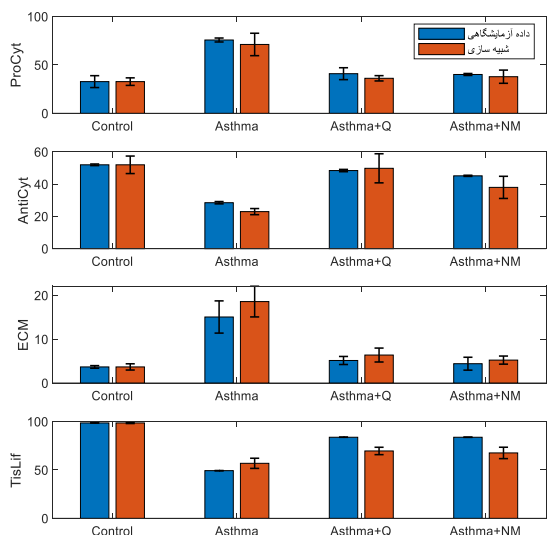 100
50
0
ProCyt
داده آزمایشگاهی
شبیه سازی
Control Asthma Asthma+Q Asthma+NM
60
40
20
0
AntiCyt
Control Asthma Asthma+Q Asthma+NM
20
10
0
ECM
Control Asthma Asthma+Q Asthma+NM
100
50
0
TisLif
Control Asthma Asthma+Q Asthma+NM